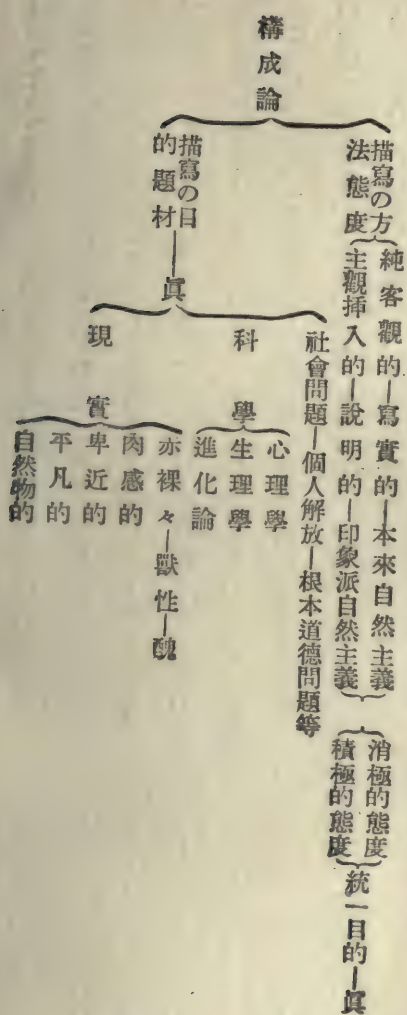 構成論
描寫の方法態度
純客觀的―寫實的―本來自然主義
主觀揷入的―說明的―印象派自然主義
消極的態度
積極的態度
統一目的―眞
描寫の目的題材―眞
社會問題―個人解放―根本道德問題等
科學
心理學
生理學
進化論
現實
赤裸々―獸性―醜
肉感的
卑近的
平凡的
自然物的